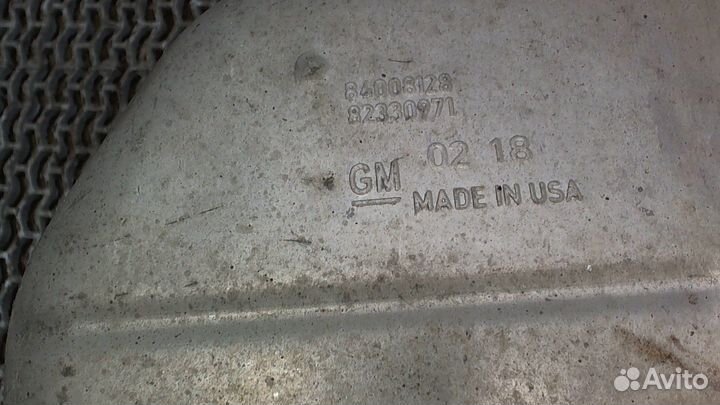 84008128
82330971
GM 02 18
MADE IN USA
Avito